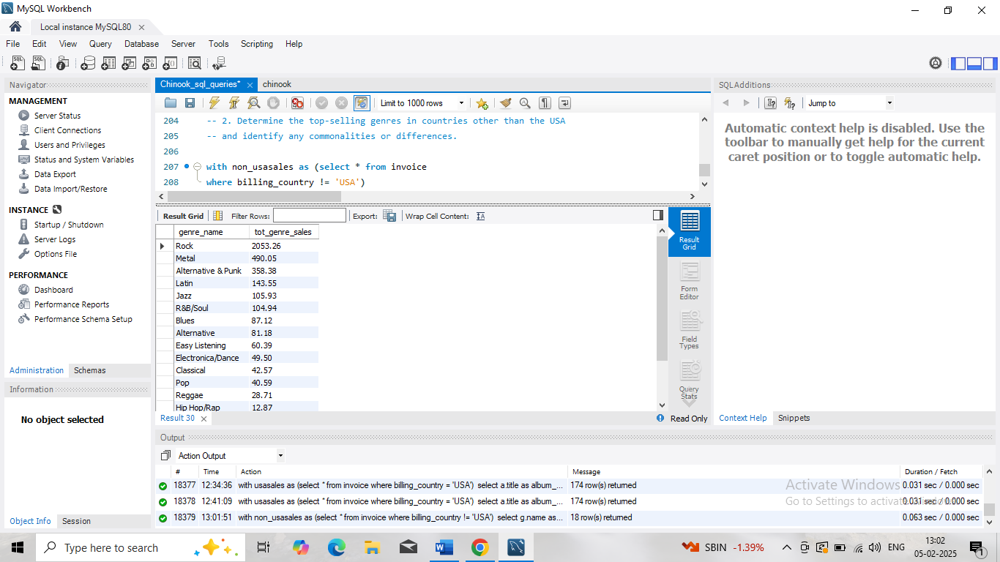 MySQL Workbench
Local instance MySQL80
File Edit View Query Database Server Tools Scripting Help
Navigator
MANAGEMENT
Server Status
Client Connections
Users and Privileges
Status and System Variables
Data Export
Data Import/Restore
INSTANCE
Startup / Shutdown
Server Logs
Options File
PERFORMANCE
Dashboard
Performance Reports
Performance Schema Setup
Administration Schemas
Information
No object selected
Object Info Session
Chinook_sql_queries* chinook
Limit to 1000 rows
204 -- 2. Determine the top-selling genres in countries other than the USA
205 -- and identify any commonalities or differences.
206
207 with non_usasales as (select * from invoice
208 where billing_country != 'USA')
Result Grid Filter Rows: Export: Wrap Cell Content:
genre_name tot_genre_sales
Rock 2053.26
Metal 490.05
Alternative & Punk 358.38
Latin 143.55
Jazz 105.93
R&B/Soul 104.94
Blues 87.12
Alternative 81.18
Easy Listening 60.39
Electronica/Dance 49.50
Classical 42.57
Pop 40.59
Reggae 28.71
Hip Hop/Rap 12.87
Result Grid
Form Editor
Field Types
Query Stats
Result 30 Read Only
SQLAdditions
Jump to
Automatic context help is disabled. Use the
toolbar to manually get help for the current
caret position or to toggle automatic help.
Context Help Snippets
Output
Action Output
# Time Action Message Duration / Fetch
18377 12:34:36 with usasales as (select * from invoice where billing_country = 'USA') select a.title as album_... 174 row(s) returned 0.031 sec / 0.000 sec
18378 12:41:09 with usasales as (select * from invoice where billing_country = 'USA') select a.title as album_... 174 row(s) returned 0.031 sec / 0.000 sec
18379 13:01:51 with non_usasales as (select * from invoice where billing_country != 'USA') select g.name as... 18 row(s) returned 0.063 sec / 0.000 sec
Activate Windows
Go to Settings to activate Windows.
Type here to search
SBIN -1.39%
ENG
13:02
05-02-2025
1